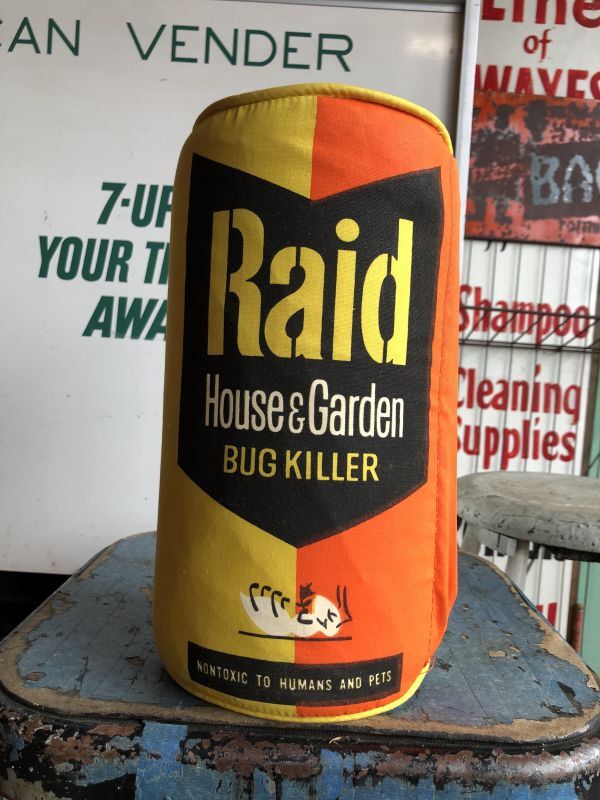 CAN VENDER
7-UP
YOUR
AWA
of
WAXES
Raid
House & Garden
BUG KILLER
NONTOXIC TO HUMANS AND PETS
Shampoo
Cleaning
Supplies